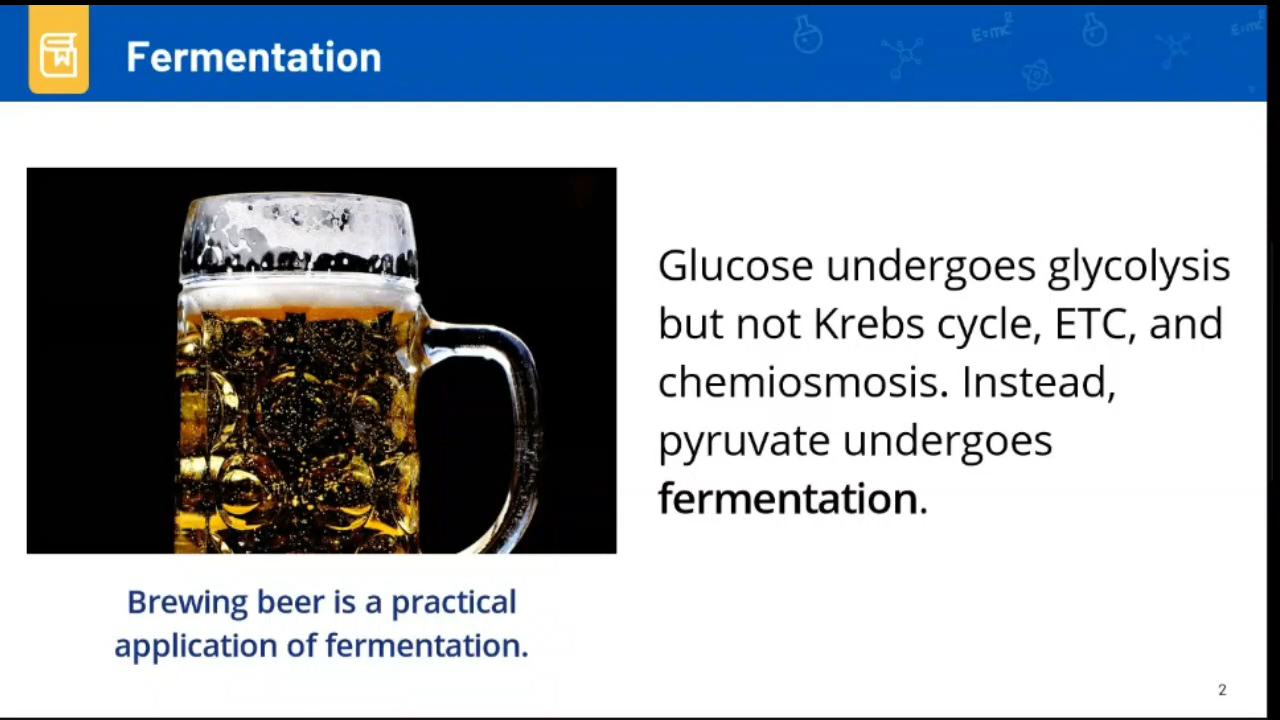 Fermentation
E=mc²
Glucose undergoes glycolysis
but not Krebs cycle, ETC, and
chemiosmosis. Instead,
pyruvate undergoes
fermentation.
Brewing beer is a practical
application of fermentation.
2